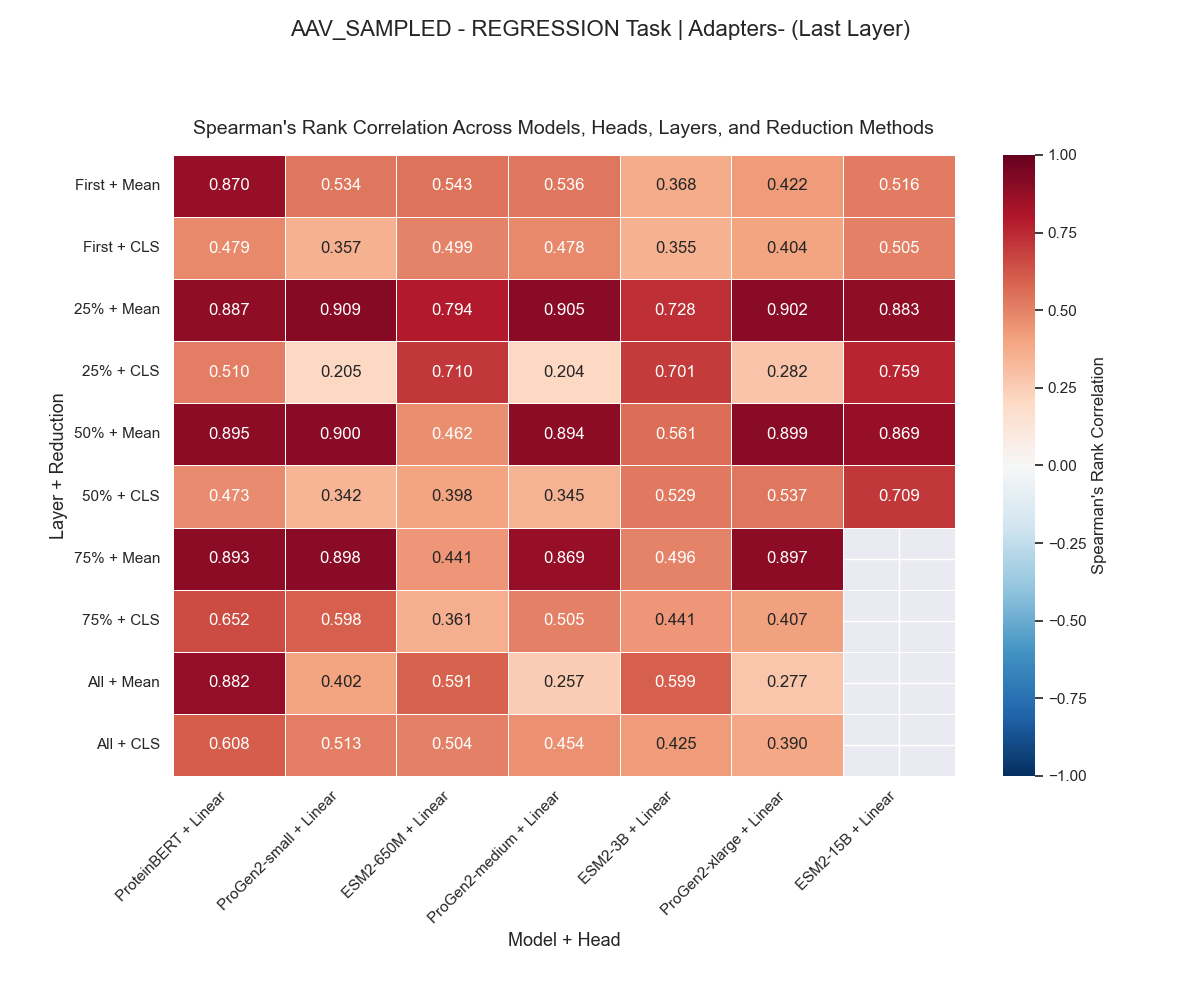 AAV_SAMPLED - REGRESSION Task | Adapters- (Last Layer)
Spearman's Rank Correlation Across Models, Heads, Layers, and Reduction Methods
Layer + Reduction
First + Mean 0.870 0.534 0.543 0.536 0.368 0.422 0.516
First + CLS 0.479 0.357 0.499 0.478 0.355 0.404 0.505
25% + Mean 0.887 0.909 0.794 0.905 0.728 0.902 0.883
25% + CLS 0.510 0.205 0.710 0.204 0.701 0.282 0.759
50% + Mean 0.895 0.900 0.462 0.894 0.561 0.899 0.869
50% + CLS 0.473 0.342 0.398 0.345 0.529 0.537 0.709
75% + Mean 0.893 0.898 0.441 0.869 0.496 0.897
75% + CLS 0.652 0.598 0.361 0.505 0.441 0.407
All + Mean 0.882 0.402 0.591 0.257 0.599 0.277
All + CLS 0.608 0.513 0.504 0.454 0.425 0.390
ProteinBERT + Linear
ProGen2-small + Linear
ESM2-650M + Linear
ProGen2-medium + Linear
ESM2-3B + Linear
ProGen2-xlarge + Linear
ESM2-15B + Linear
Model + Head
1.00
0.75
0.50
0.25
0.00
−0.25
−0.50
−0.75
−1.00
Spearman's Rank Correlation